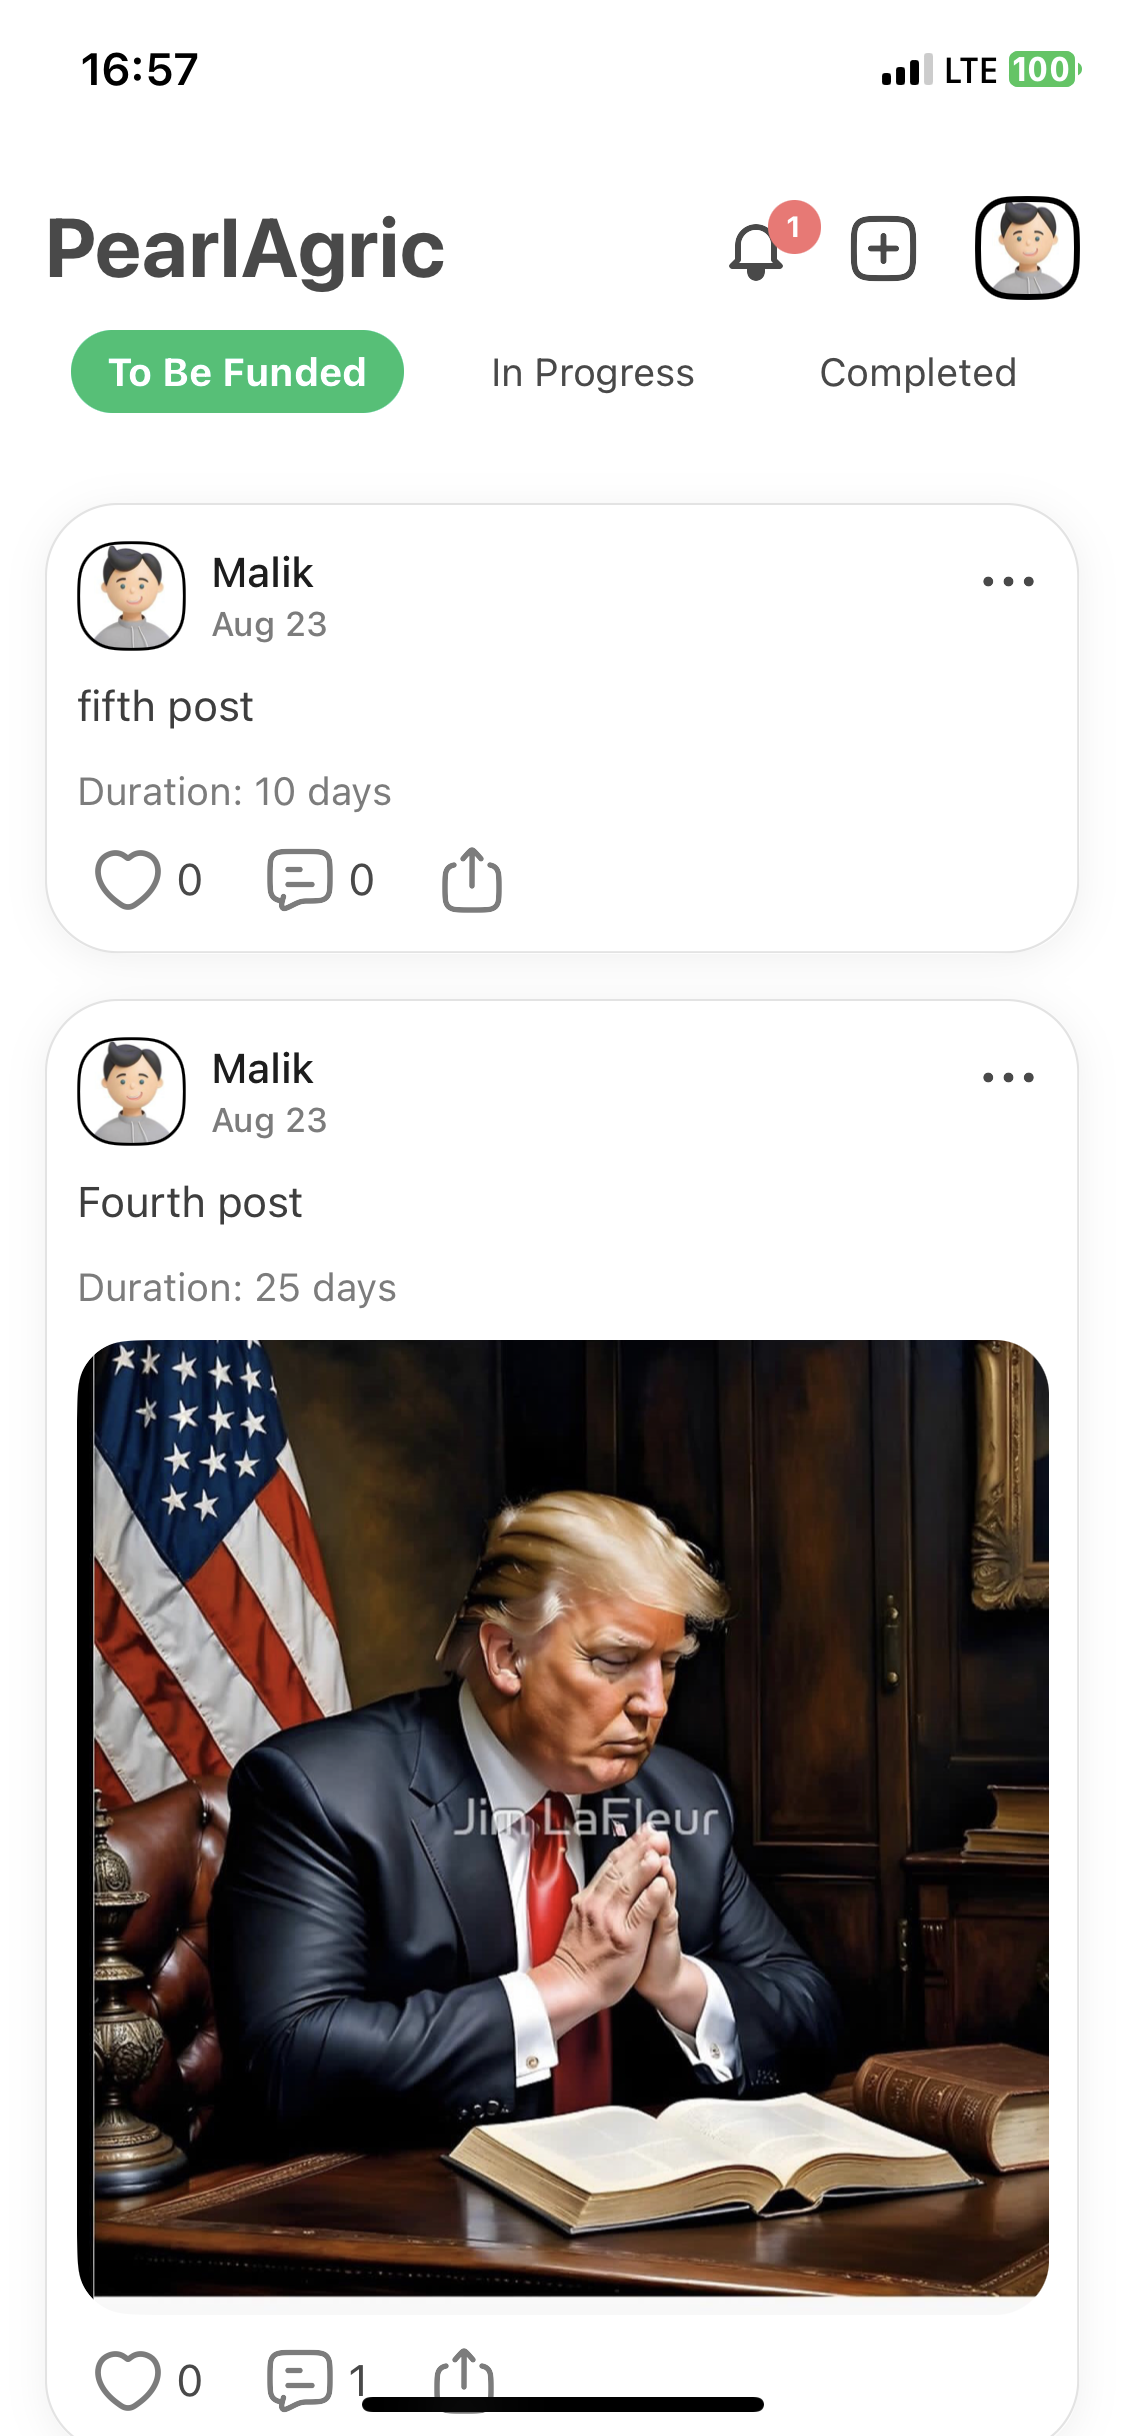 16:57
LTE 100
PearlAgric
1
To Be Funded In Progress Completed
Malik
Aug 23
fifth post
Duration: 10 days
0 0
Malik
Aug 23
Fourth post
Duration: 25 days
Jim LaFleur
0 1